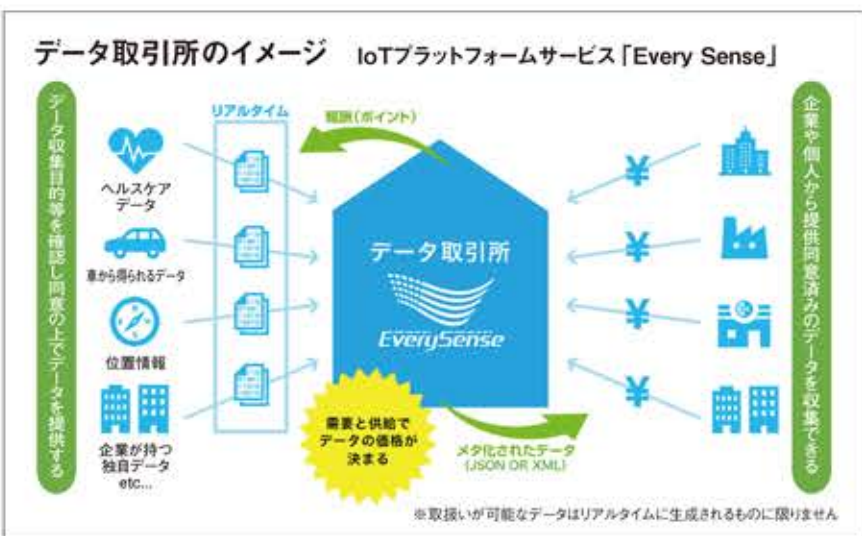 データ取引所のイメージ IoTプラットフォームサービス「Every Sense」
データ収集目的等を確認し同意の上でデータを提供する
ヘルスケア
データ
車から得られるデータ
位置情報
企業が持つ
独自データ
etc...
リアルタイム
報酬(ポイント)
データ取引所
EverySense
需要と供給で
データの価格が
決まる
メタ化されたデータ
(JSON OR XML)
¥
¥
¥
¥
企業や個人から提供同意済みのデータを収集できる
※取扱いが可能なデータはリアルタイムに生成されるものに限りません